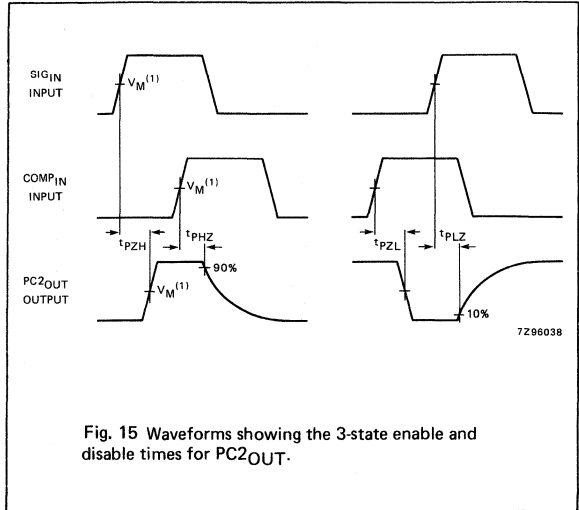 SIGIN
INPUT
VM(1)
COMPIN
INPUT
VM(1)
tPZH
tPHZ
tPZL
tPLZ
PC2OUT
OUTPUT
VM(1)
90%
10%
7Z96038
Fig. 15 Waveforms showing the 3-state enable and
disable times for PC2OUT.